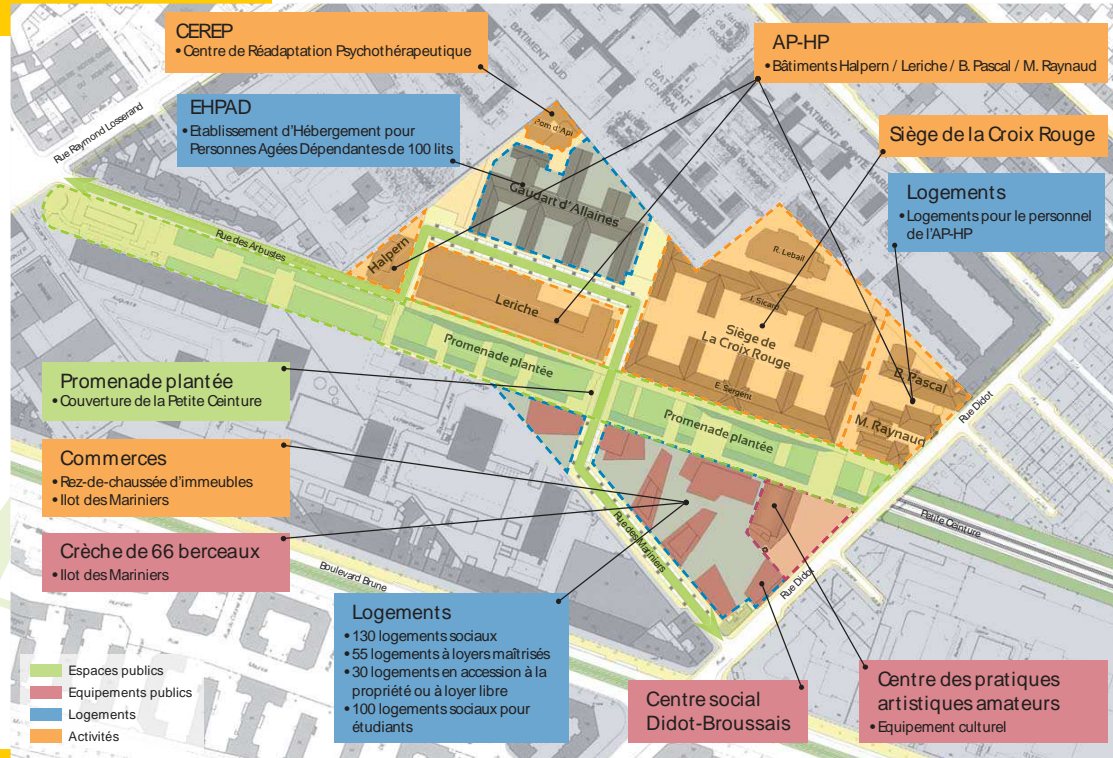 CEREP
• Centre de Réadaptation Psychothérapeutique
AP-HP
• Bâtiments Halpern / Leriche / B. Pascal / M. Raynaud
EHPAD
• Etablissement d'Hébergement pour
Personnes Agées Dépendantes de 100 lits
Siège de la Croix Rouge
Logements
• Logements pour le personnel
de l'AP-HP
BATIMENT SUD
BATIMENT
CENTRAL
Rue Raymond Losserand
Pom d'Api
Gaudart d'Allaines
Rue des Arbustes
Halpern
Leriche
R. Lebail
J. Sicard
Siège de
La Croix Rouge
E. Sergent
B. Pascal
M. Raynaud
Rue Didot
Promenade plantée
Promenade plantée
Promenade plantée
• Couverture de la Petite Ceinture
Commerces
• Rez-de-chaussée d'immeubles
• Ilot des Mariniers
Crèche de 66 berceaux
• Ilot des Mariniers
Rue des Mariniers
Petite Ceinture
Boulevard Brune
Rue Didot
Logements
• 130 logements sociaux
• 55 logements à loyers maîtrisés
• 30 logements en accession à la
propriété ou à loyer libre
• 100 logements sociaux pour
étudiants
Centre social
Didot-Broussais
Centre des pratiques
artistiques amateurs
• Equipement culturel
Espaces publics
Equipements publics
Logements
Activités